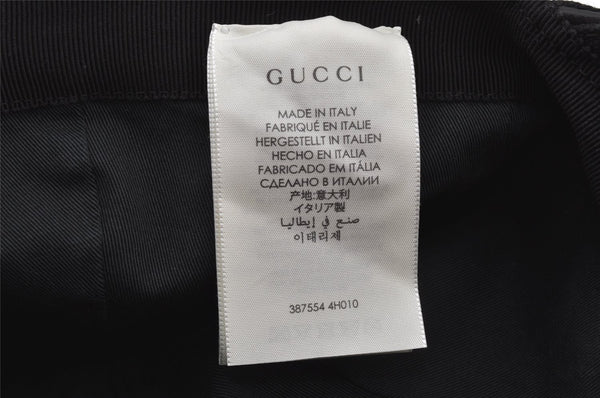 GUCCI
MADE IN ITALY
FABRIQUÉ EN ITALIE
HERGESTELLT IN ITALIEN
HECHO EN ITALIA
FABRICADO EM ITÁLIA
СДЕЛАНО В ИТАЛИИ
产地:意大利
イタリア製
صنع في إيطاليا
이태리제
387554 4H010